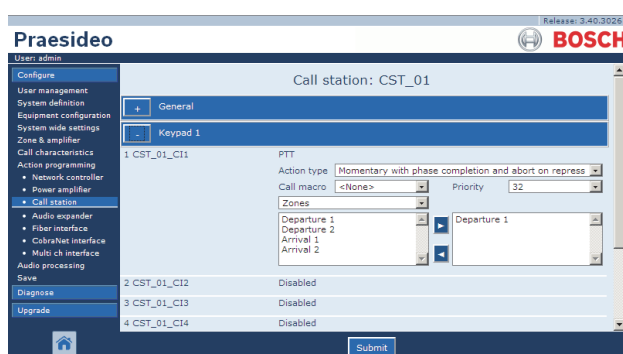 Release: 3.40.3026
Praesideo
BOSCH
User: admin
Configure
User management
System definition
Equipment configuration
System wide settings
Zone & amplifier
Call characteristics
Action programming
• Network controller
• Power amplifier
• Call station
• Audio expander
• Fiber interface
• CobraNet interface
• Multi ch interface
Audio processing
Save
Diagnose
Upgrade
Call station: CST_01
+ General
- Keypad 1
1 CST_01_CI1 PTT
Action type Momentary with phase completion and abort on repress
Call macro <None> Priority 32
Zones
Departure 1
Departure 2
Arrival 1
Arrival 2
Departure 1
2 CST_01_CI2 Disabled
3 CST_01_CI3 Disabled
4 CST_01_CI4 Disabled
Submit